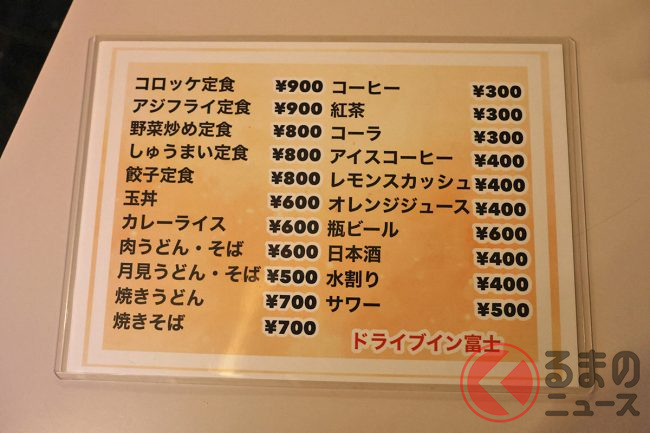 コロッケ定食 ¥900
アジフライ定食 ¥900
野菜炒め定食 ¥800
しゅうまい定食 ¥800
餃子定食 ¥800
玉丼 ¥600
カレーライス ¥600
肉うどん・そば ¥600
月見うどん・そば ¥500
焼きうどん ¥700
焼きそば ¥700
コーヒー ¥300
紅茶 ¥300
コーラ ¥300
アイスコーヒー ¥400
レモンスカッシュ ¥400
オレンジジュース ¥400
瓶ビール ¥600
日本酒 ¥400
水割り ¥400
サワー ¥500
ドライブイン富士
くるまの
ニュース